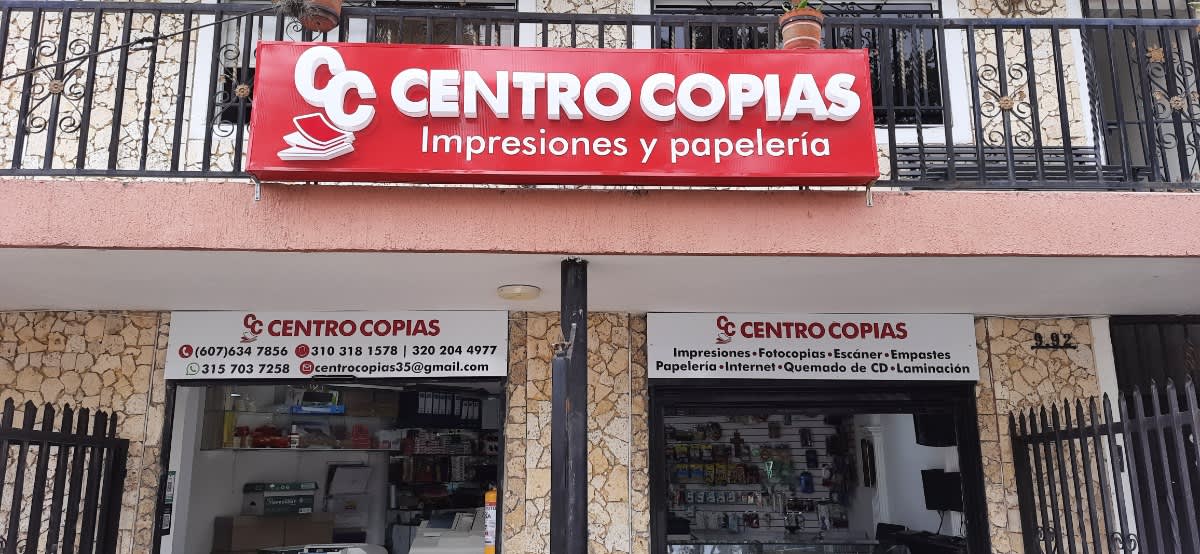 CC CENTRO COPIAS
Impresiones y papelería
CC CENTRO COPIAS
(607)634 7856 310 318 1578 | 320 204 4977
315 703 7258 centrocopias35@gmail.com
CC CENTRO COPIAS
Impresiones • Fotocopias • Escáner • Empastes
Papelería • Internet • Quemado de CD • Laminación
9-92